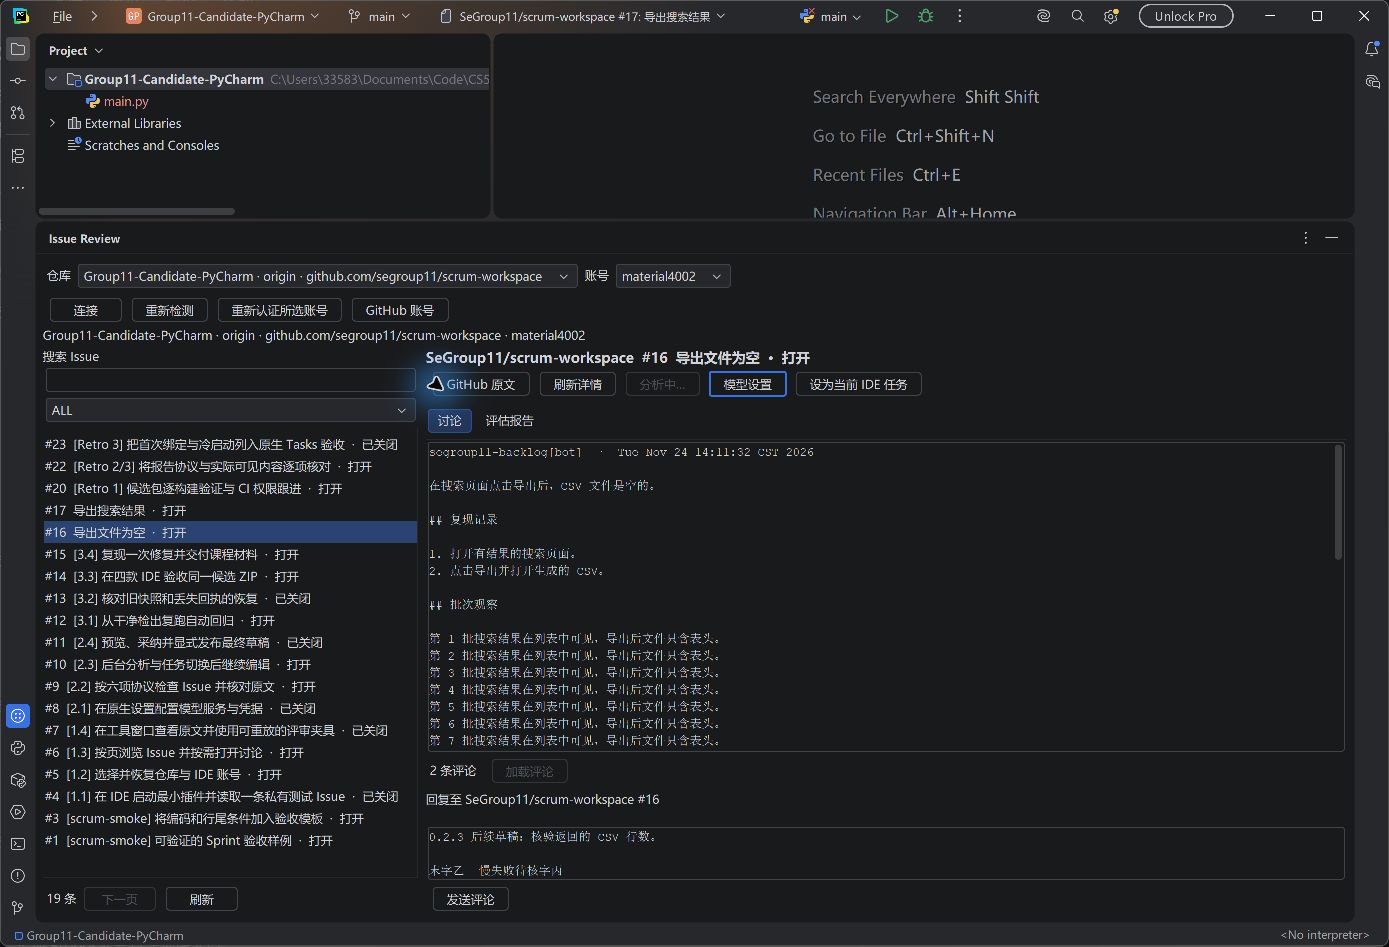 File
Group11-Candidate-PyCharm
main
SeGroup11/scrum-workspace #17: 导出搜索结果
main
Unlock Pro
Project
Group11-Candidate-PyCharm C:\Users\33583\Documents\Code\CS5
main.py
External Libraries
Scratches and Consoles
Search Everywhere Shift Shift
Go to File Ctrl+Shift+N
Recent Files Ctrl+E
Navigation Bar Alt+Home
Issue Review
仓库 Group11-Candidate-PyCharm · origin · github.com/segroup11/scrum-workspace 账号 material4002
连接 重新检测 重新认证所选账号 GitHub 账号
Group11-Candidate-PyCharm · origin · github.com/segroup11/scrum-workspace · material4002
搜索 Issue
ALL
#23 [Retro 3] 把首次绑定与冷启动列入原生 Tasks 验收 · 已关闭
#22 [Retro 2/3] 将报告协议与实际可见内容逐项核对 · 打开
#20 [Retro 1] 候选包逐构建验证与 CI 权限跟进 · 打开
#17 导出搜索结果 · 打开
#16 导出文件为空 · 打开
#15 [3.4] 复现一次修复并交付课程材料 · 打开
#14 [3.3] 在四款 IDE 验收同一候选 ZIP · 打开
#13 [3.2] 核对旧快照和丢失回执的恢复 · 已关闭
#12 [3.1] 从干净检出复跑自动回归 · 打开
#11 [2.4] 预览、采纳并显式发布最终草稿 · 已关闭
#10 [2.3] 后台分析与任务切换后继续编辑 · 打开
#9 [2.2] 按六项协议检查 Issue 并核对原文 · 打开
#8 [2.1] 在原生设置配置模型服务与凭据 · 已关闭
#7 [1.4] 在工具窗口查看原文并使用可重放的评审夹具 · 已关闭
#6 [1.3] 按页浏览 Issue 并按需打开讨论 · 打开
#5 [1.2] 选择并恢复仓库与 IDE 账号 · 打开
#4 [1.1] 在 IDE 启动最小插件并读取一条私有测试 Issue · 已关闭
#3 [scrum-smoke] 将编码和行尾条件加入验收模板 · 打开
#1 [scrum-smoke] 可验证的 Sprint 验收样例 · 打开
19 条 下一页 刷新
SeGroup11/scrum-workspace #16 导出文件为空 • 打开
GitHub 原文 刷新详情 分析中... 模型设置 设为当前 IDE 任务
讨论 评估报告
segroup11-backlog[bot] · Tue Nov 24 14:11:32 CST 2026
在搜索页面点击导出后，CSV 文件是空的。
## 复现记录
1. 打开有结果的搜索页面。
2. 点击导出并打开生成的 CSV。
## 批次观察
第 1 批搜索结果在列表中可见，导出后文件只含表头。
第 2 批搜索结果在列表中可见，导出后文件只含表头。
第 3 批搜索结果在列表中可见，导出后文件只含表头。
第 4 批搜索结果在列表中可见，导出后文件只含表头。
第 5 批搜索结果在列表中可见，导出后文件只含表头。
第 6 批搜索结果在列表中可见，导出后文件只含表头。
第 7 批搜索结果在列表中可见，导出后文件只含表头。
2 条评论 加载评论
回复至 SeGroup11/scrum-workspace #16
0.2.3 后续草稿：核验返回的 CSV 行数。
发送评论
Group11-Candidate-PyCharm
<No interpreter>